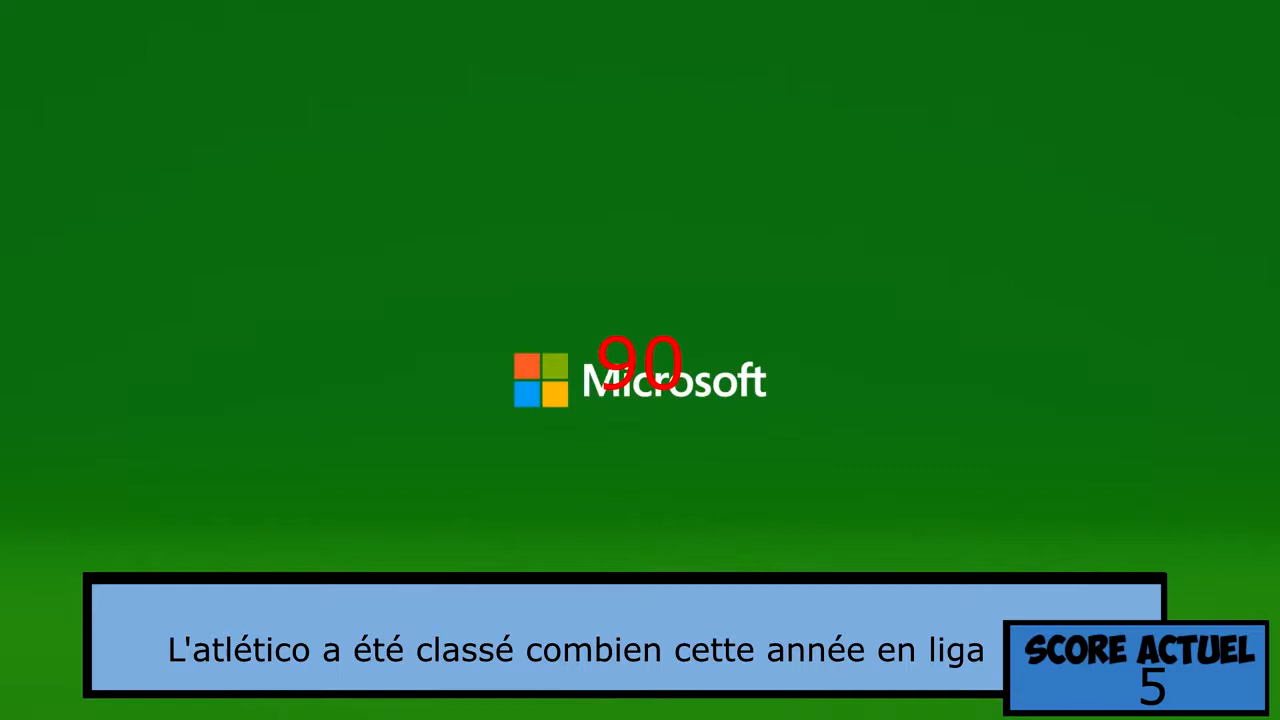 90
Microsoft
L'atlético a été classé combien cette année en liga
SCORE ACTUEL
5